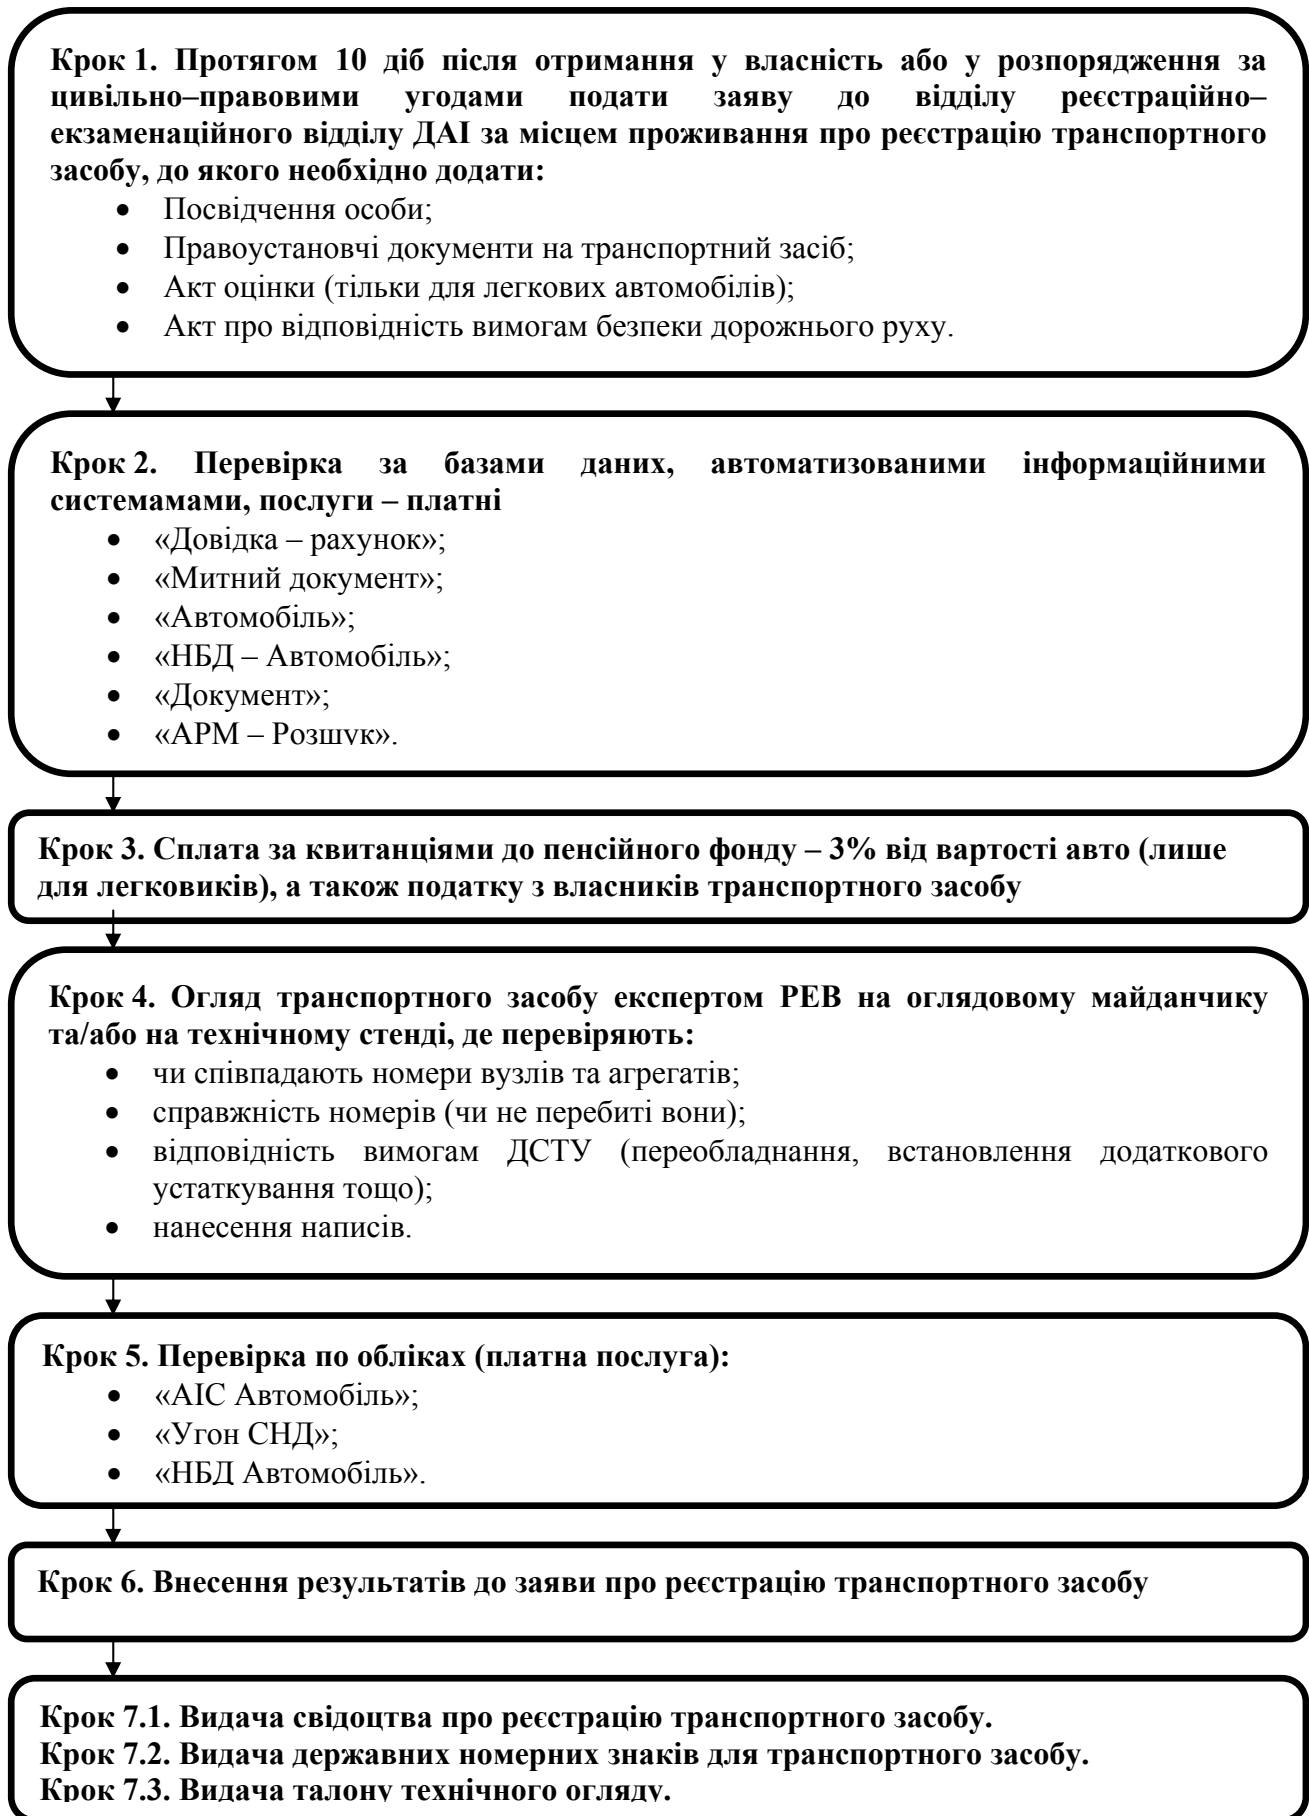 Крок 1. Протягом 10 діб після отримання у власність або у розпорядження за
цивільно–правовими угодами подати заяву до відділу реєстраційно–
екзаменаційного відділу ДАІ за місцем проживання про реєстрацію транспортного
засобу, до якого необхідно додати:
• Посвідчення особи;
• Правоустановчі документи на транспортний засіб;
• Акт оцінки (тільки для легкових автомобілів);
• Акт про відповідність вимогам безпеки дорожнього руху.
Крок 2. Перевірка за базами даних, автоматизованими інформаційними
системамами, послуги – платні
• «Довідка – рахунок»;
• «Митний документ»;
• «Автомобіль»;
• «НБД – Автомобіль»;
• «Документ»;
• «АРМ – Розшук».
Крок 3. Сплата за квитанціями до пенсійного фонду – 3% від вартості авто (лише
для легковиків), а також податку з власників транспортного засобу
Крок 4. Огляд транспортного засобу експертом РЕВ на оглядовому майданчику
та/або на технічному стенді, де перевіряють:
• чи співпадають номери вузлів та агрегатів;
• справжність номерів (чи не перебиті вони);
• відповідність вимогам ДСТУ (переобладнання, встановлення додаткового
устаткування тощо);
• нанесення написів.
Крок 5. Перевірка по обліках (платна послуга):
• «АІС Автомобіль»;
• «Угон СНД»;
• «НБД Автомобіль».
Крок 6. Внесення результатів до заяви про реєстрацію транспортного засобу
Крок 7.1. Видача свідоцтва про реєстрацію транспортного засобу.
Крок 7.2. Видача державних номерних знаків для транспортного засобу.
Крок 7.3. Видача талону технічного огляду.